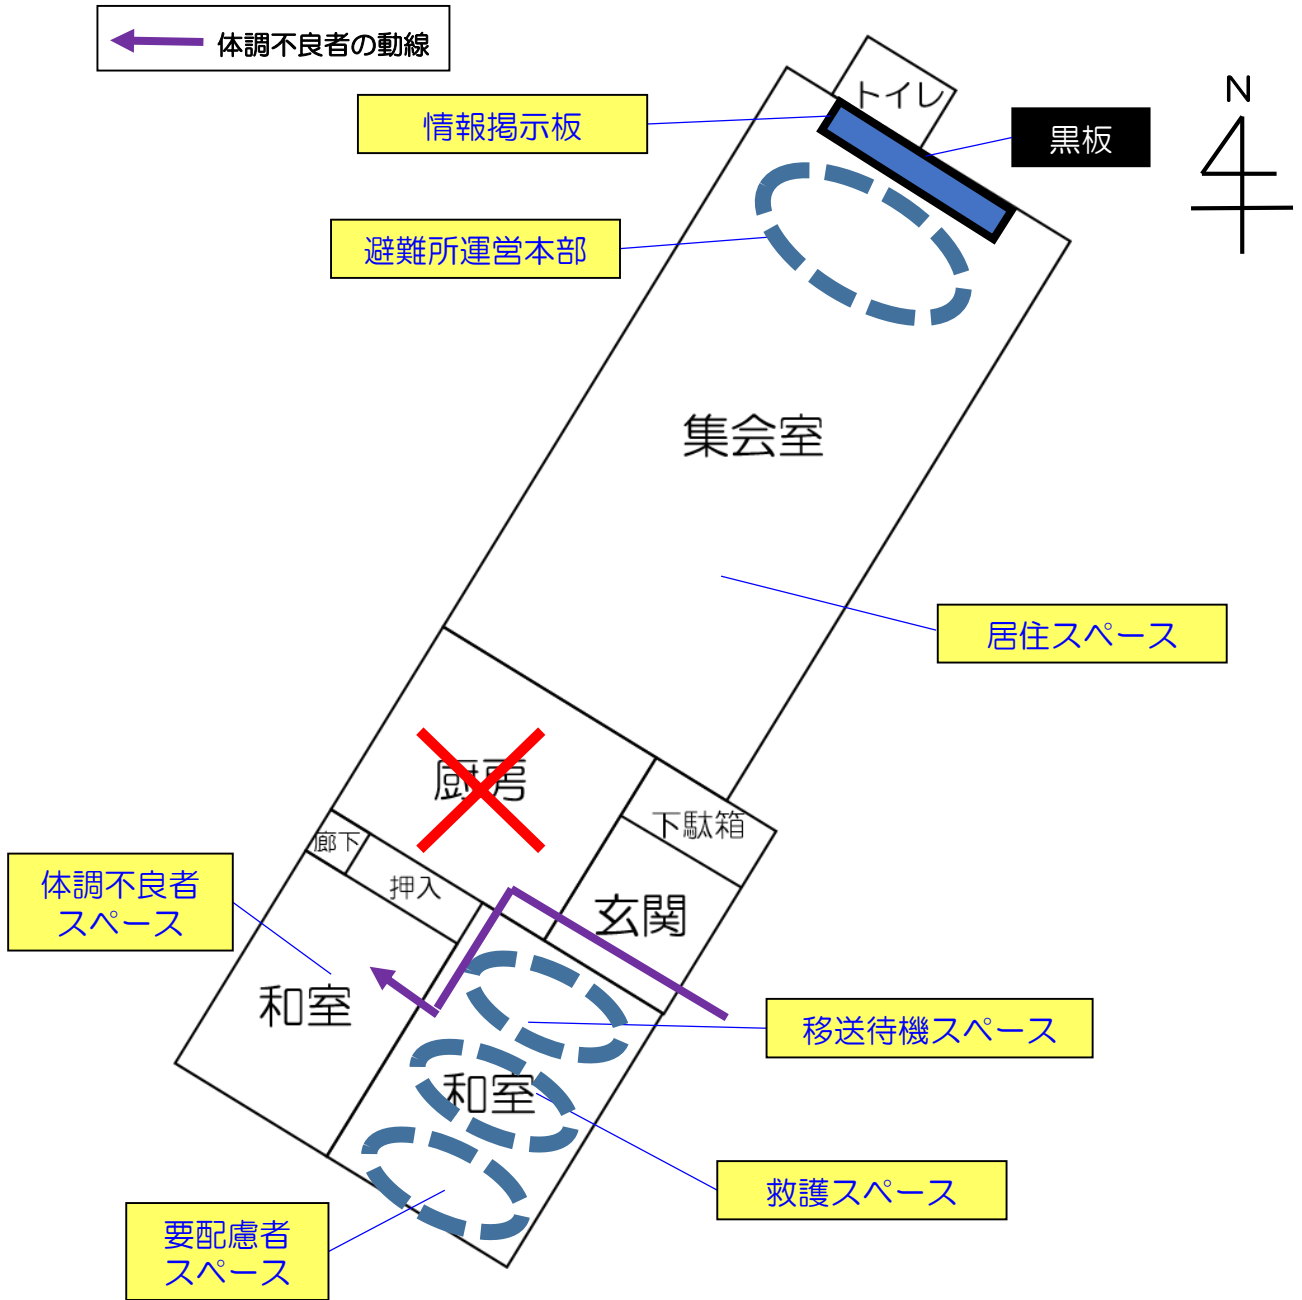 体調不良者の動線
トイレ
N
情報掲示板
黒板
避難所運営本部
集会室
居住スペース
厨房
下駄箱
廊下
押入
体調不良者
スペース
玄関
和室
移送待機スペース
和室
救護スペース
要配慮者
スペース